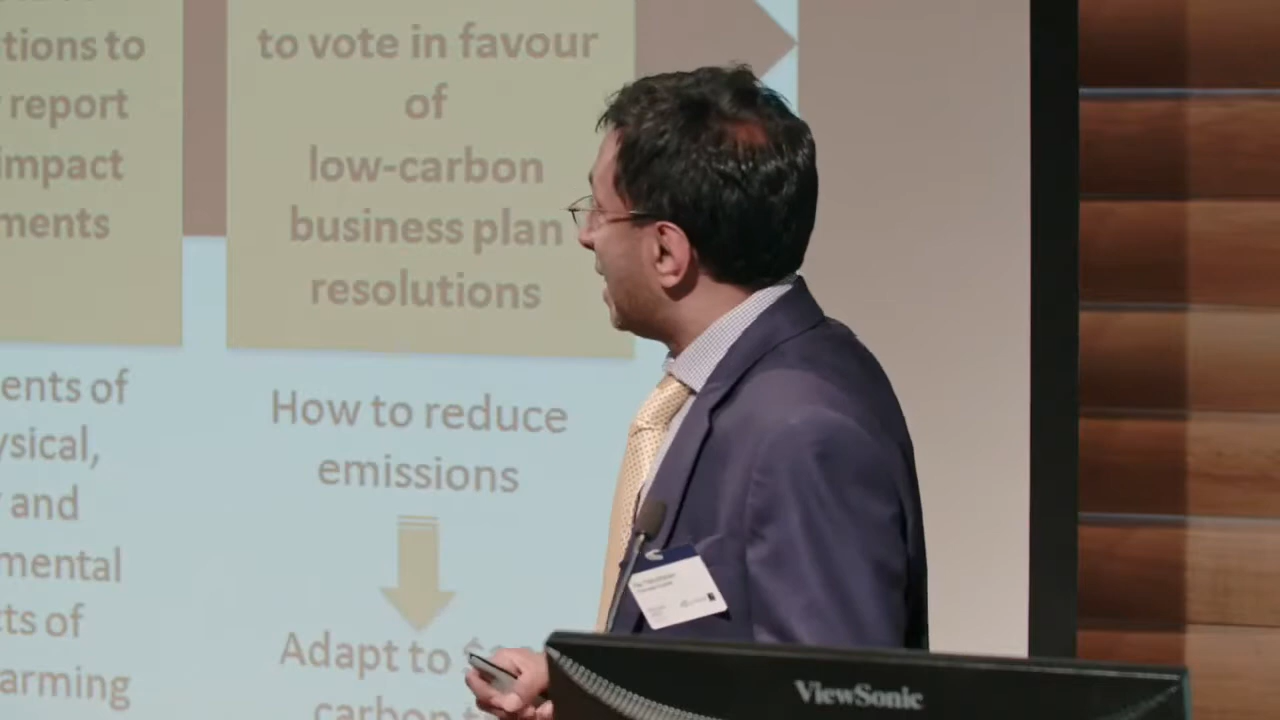 tions to
report
impact
ments
ents of
ysical,
and
mental
ts of
arming
to vote in favour
of
low-carbon
business plan
resolutions
How to reduce
emissions
Adapt to
carbon
ViewSonic